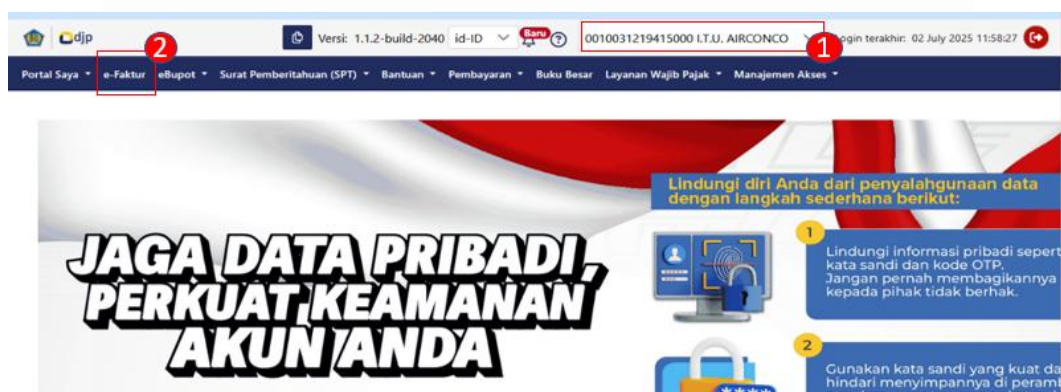 djp
Versi: 1.1.2-build-2040
id-ID
Baru
0010031219415000 I.T.U. AIRCONCO
1
login terakhir: 02 July 2025 11:58:27
2
Portal Saya
e-Faktur
eBupot
Surat Pemberitahuan (SPT)
Bantuan
Pembayaran
Buku Besar
Layanan Wajib Pajak
Manajemen Akses
JAGA DATA PRIBADI,
PERKUAT KEAMANAN
AKUN ANDA
Lindungi diri Anda dari penyalahgunaan data
dengan langkah sederhana berikut:
1
Lindungi informasi pribadi sepert
kata sandi dan kode OTP.
Jangan pernah membagikannya
kepada pihak tidak berhak.
2
Gunakan kata sandi yang kuat da
hindari menyimpannya di peran
****